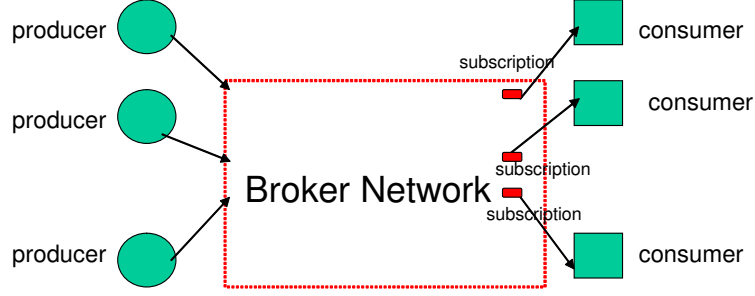 producer
consumer
subscription
producer
consumer
subscription
Broker Network
subscription
producer
consumer